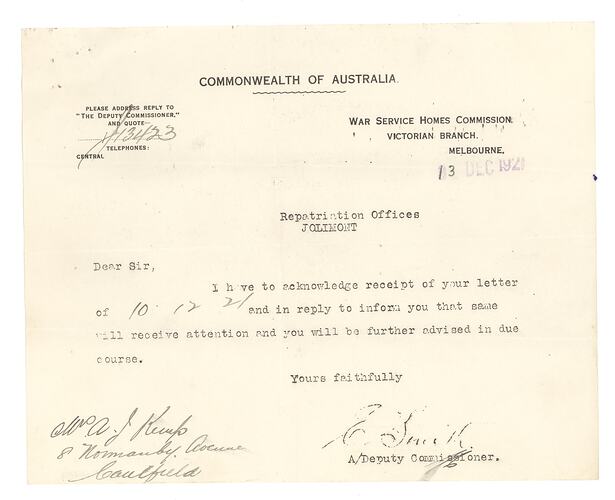 COMMONWEALTH OF AUSTRALIA.
PLEASE ADDRESS REPLY TO
"THE DEPUTY COMMISSIONER,"
AND QUOTE—
13423
TELEPHONES:
CENTRAL
WAR SERVICE HOMES COMMISSION.
VICTORIAN BRANCH,
MELBOURNE,
13 DEC 1921
Repatriation Offices
JOLIMONT
Dear Sir,
I have to acknowledge receipt of your letter
of 10 12 21 and in reply to inform you that same
will receive attention and you will be further advised in due
course.
Yours faithfully
E. Smith
A/Deputy Commissioner.
A J Kemp
8 Normanby Avenue
Caulfield